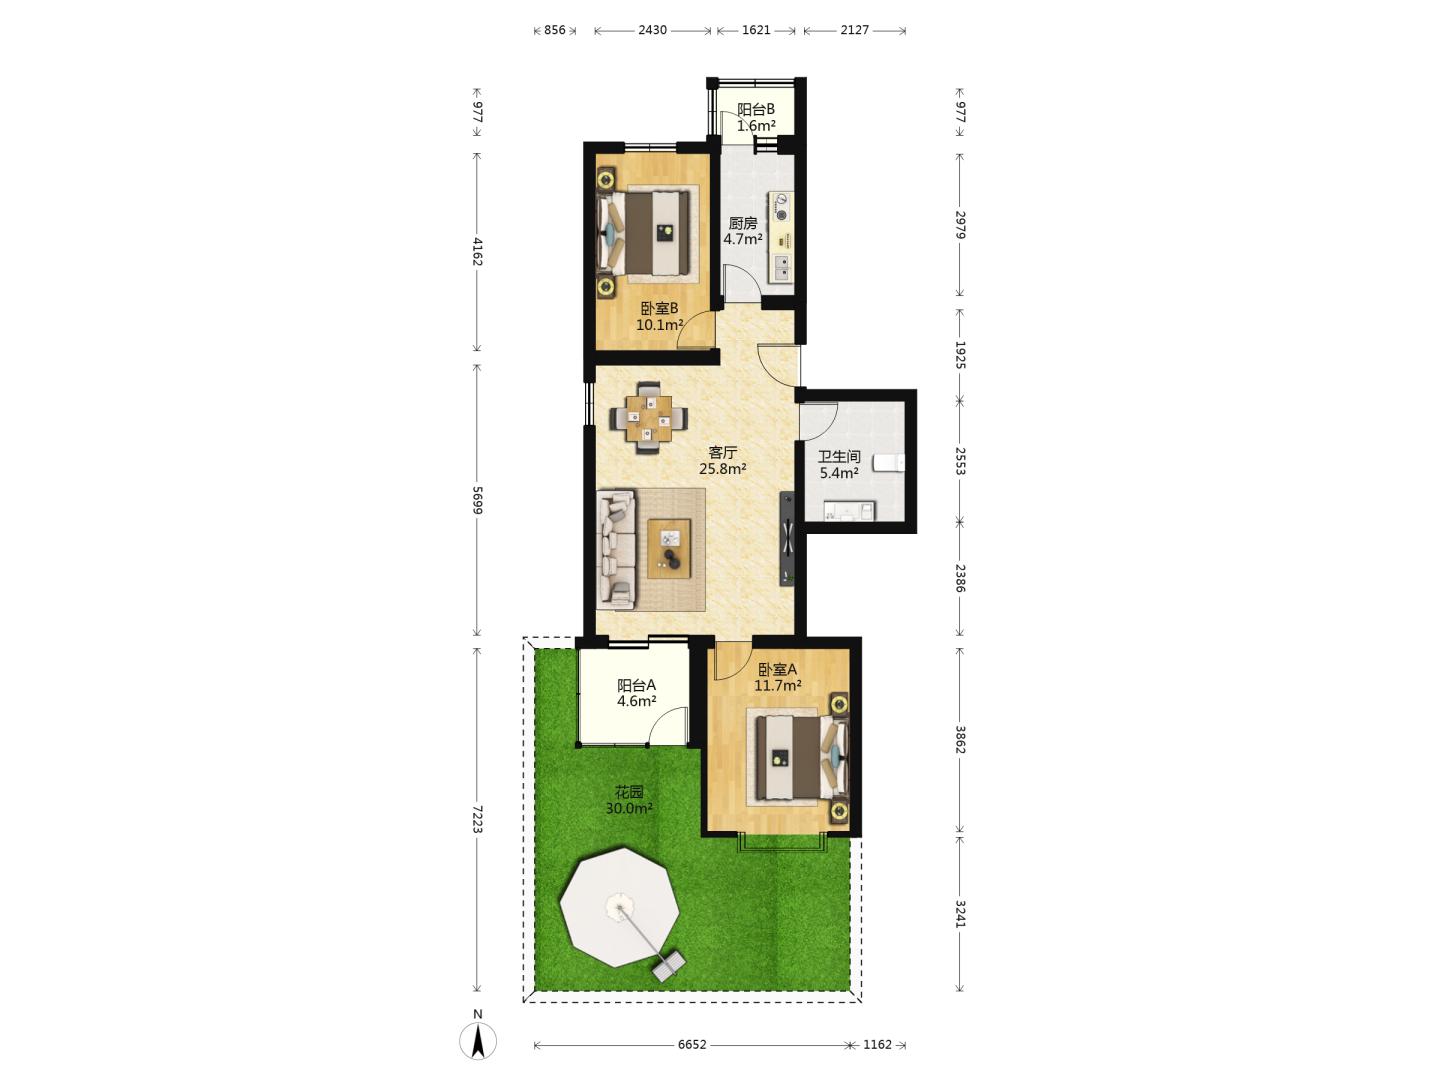 856
2430
1621
2127
977
977
阳台B
1.6m²
4162
2979
厨房
4.7m²
卧室B
10.1m²
1925
客厅
25.8m²
卫生间
5.4m²
2553
5699
2386
阳台A
4.6m²
卧室A
11.7m²
3862
花园
30.0m²
7223
3241
N
6652
1162